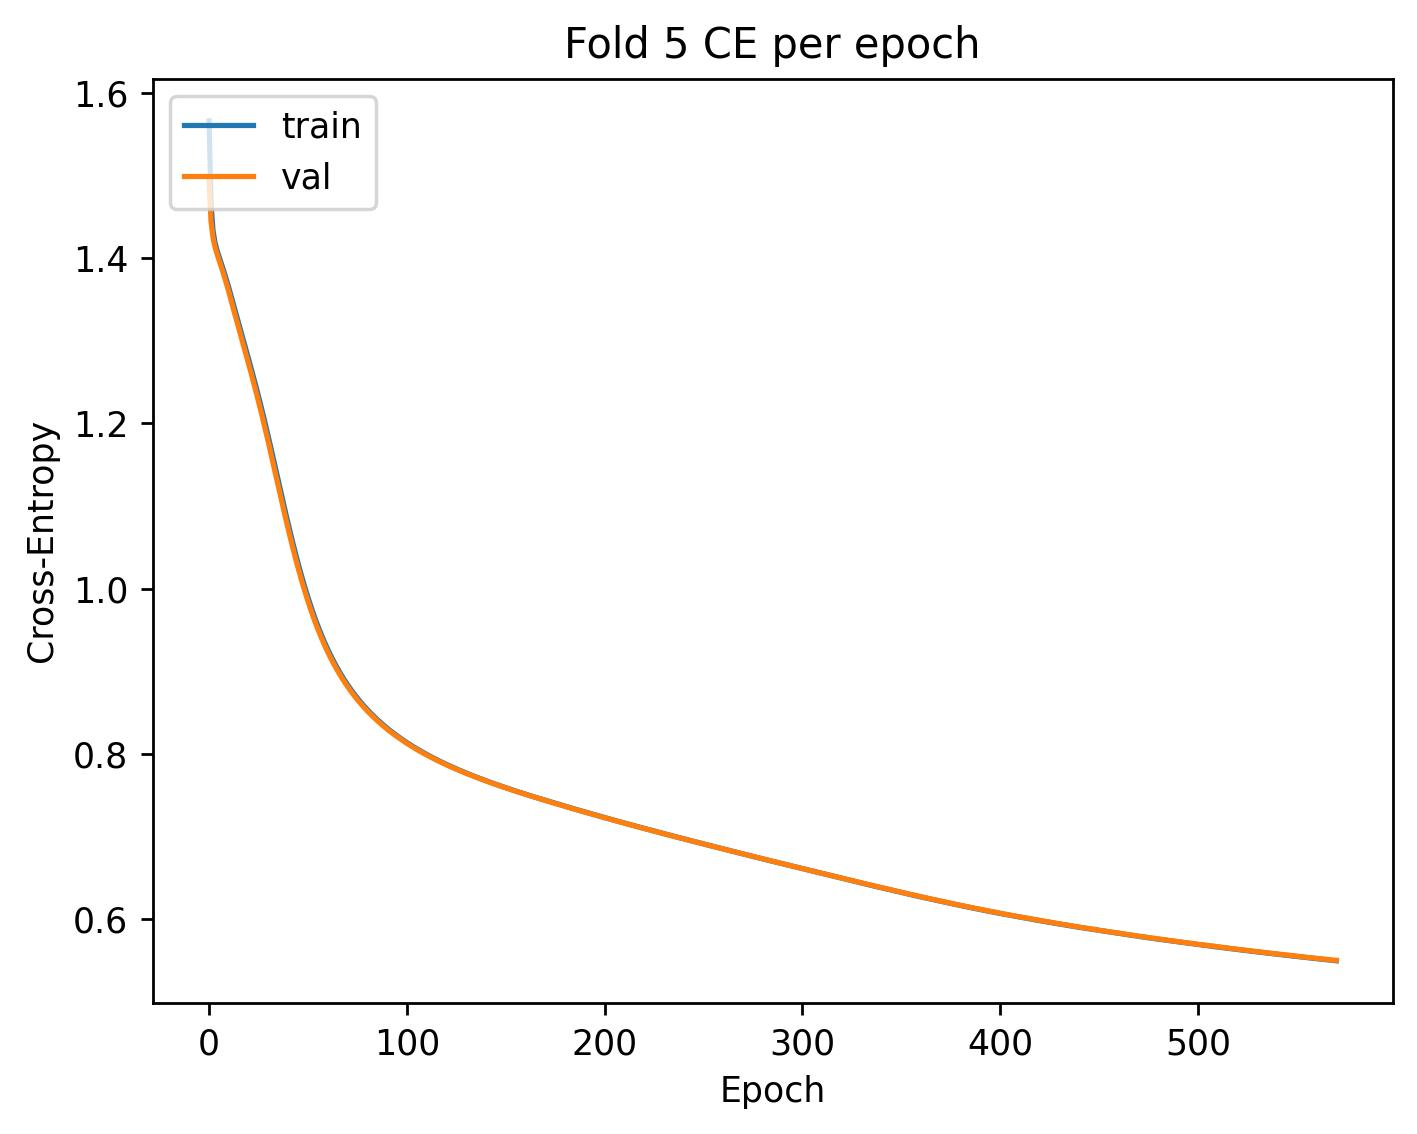 Fold 5 CE per epoch
train
val
Cross-Entropy
1.6
1.4
1.2
1.0
0.8
0.6
0 100 200 300 400 500
Epoch